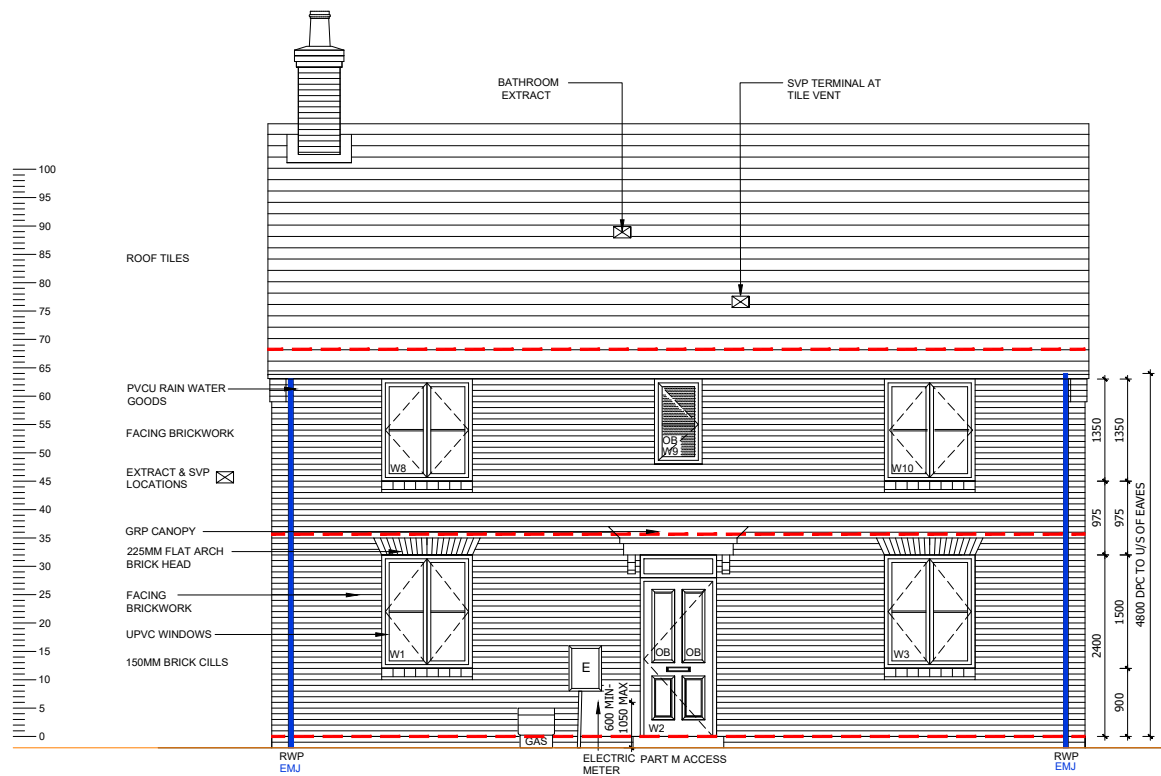 BATHROOM
EXTRACT
SVP TERMINAL AT
TILE VENT
100
95
90
85
80
75
70
65
60
55
50
45
40
35
30
25
20
15
10
5
0
ROOF TILES
PVCU RAIN WATER
GOODS
FACING BRICKWORK
EXTRACT & SVP
LOCATIONS
GRP CANOPY
225MM FLAT ARCH
BRICK HEAD
FACING
BRICKWORK
UPVC WINDOWS
150MM BRICK CILLS
W8
OB
W9
W10
W1
E
OB
OB
W2
W3
GAS
600 MIN-
1050 MAX
ELECTRIC
METER
PART M ACCESS
RWP
EMJ
RWP
EMJ
1350
975
2400
1350
975
1500
900
4800 DPC TO U/S OF EAVES